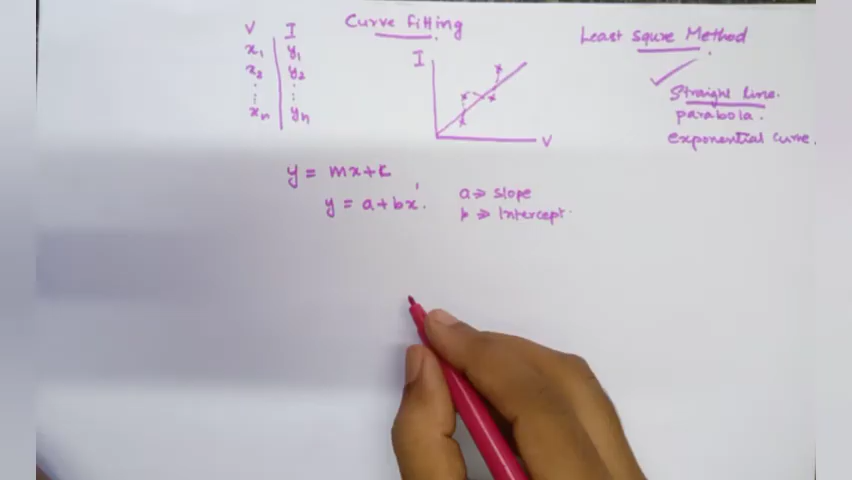 Curve fitting
Least Squre Method
V I
x1 y1
x2 y2
⋮ ⋮
xn yn
I
V
Straight line.
parabola.
exponential curve.
y = mx+c
y = a+bx
a => slope
b => Intercept.